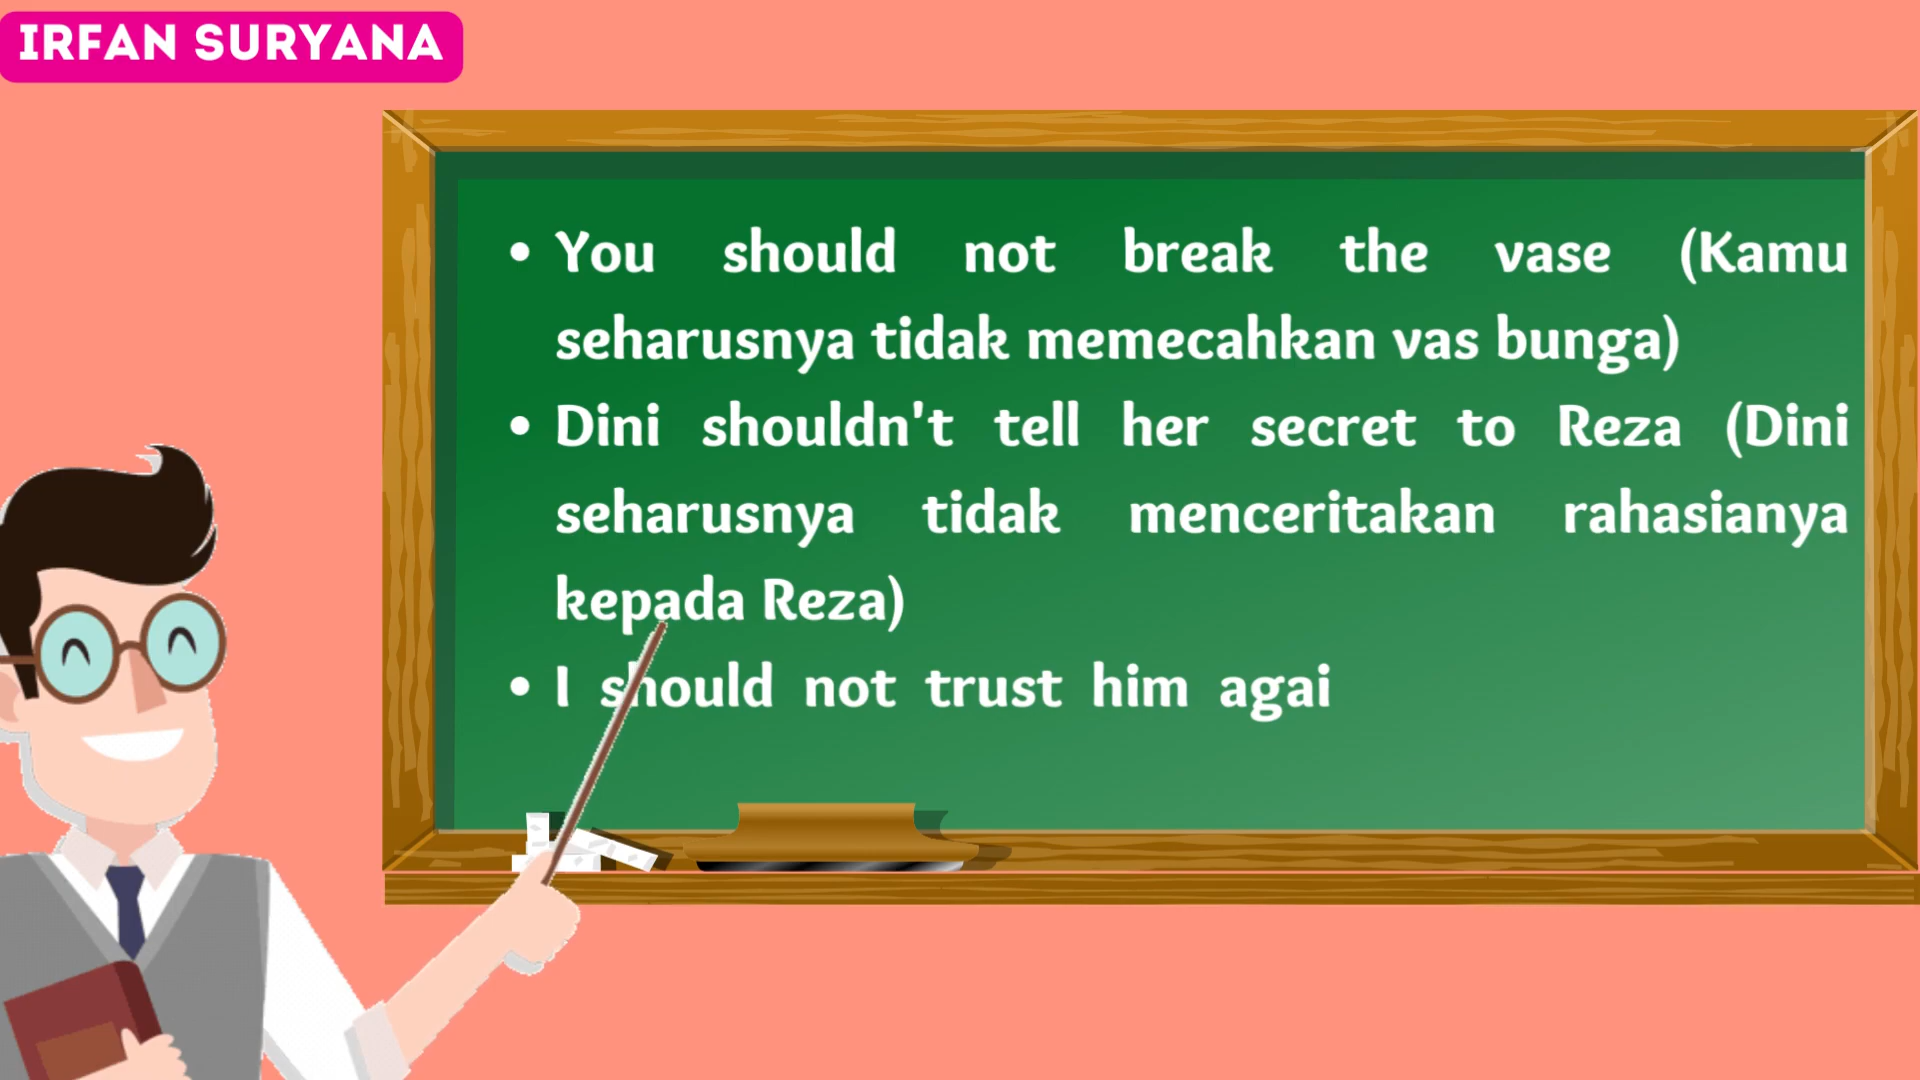 IRFAN SURYANA
• You should not break the vase (Kamu
seharusnya tidak memecahkan vas bunga)
• Dini shouldn't tell her secret to Reza (Dini
seharusnya tidak menceritakan rahasianya
kepada Reza)
• I should not trust him agai